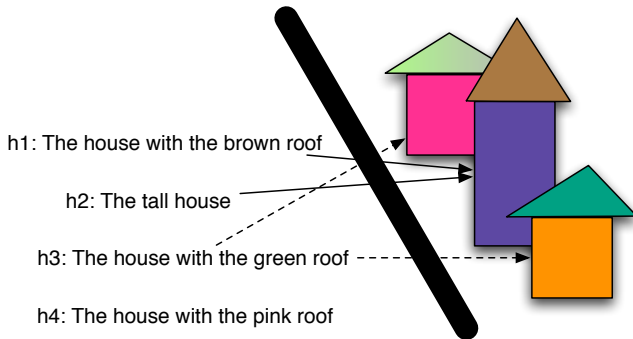 h1: The house with the brown roof
h2: The tall house
h3: The house with the green roof
h4: The house with the pink roof